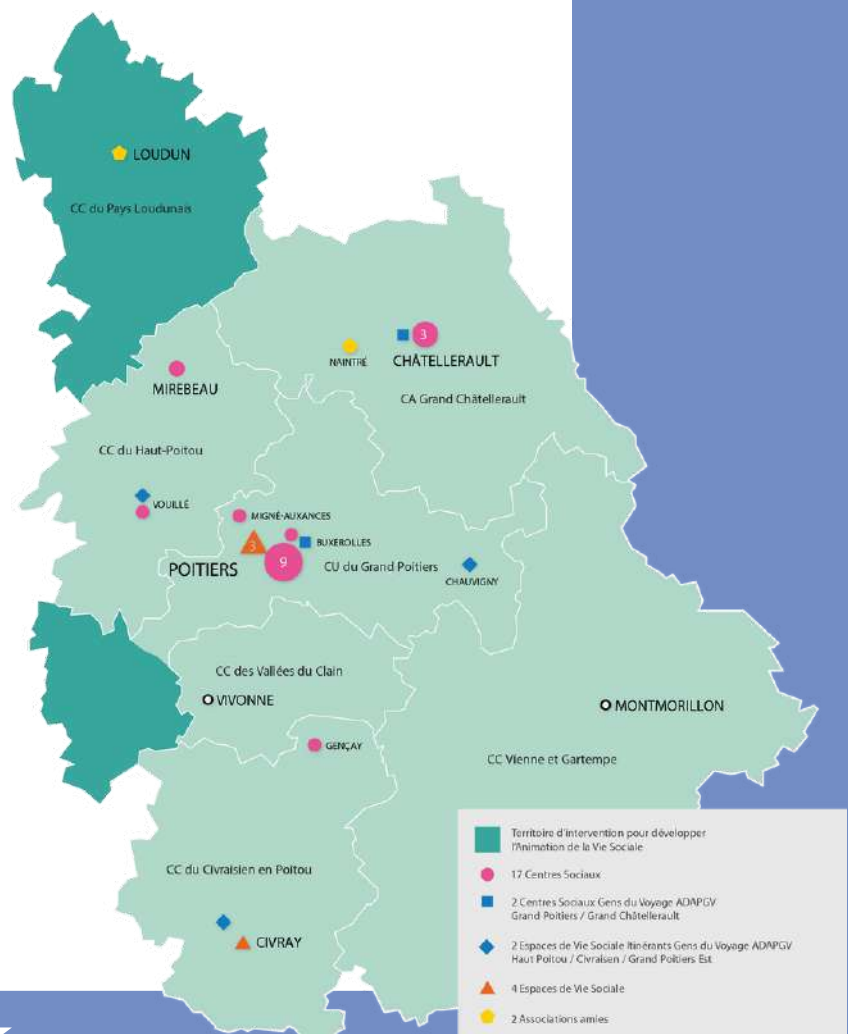 LOUDUN
CC du Pays Loudunais
3
NAINTRÉ
CHÂTELLERAULT
MIREBEAU
CA Grand Châtellerault
CC du Haut-Poitou
VOUILLÉ
MIGNÉ-AUXANCES
3
BUXEROLLES
9
POITIERS
CU du Grand Poitiers
CHAUVIGNY
CC des Vallées du Clain
VIVONNE
MONTMORILLON
GENÇAY
CC Vienne et Gartempe
CC du Civraisien en Poitou
CIVRAY
Territoire d'intervention pour développer
l'Animation de la Vie Sociale
17 Centres Sociaux
2 Centres Sociaux Gens du Voyage ADAPGV
Grand Poitiers / Grand Châtellerault
2 Espaces de Vie Sociale Itinérants Gens du Voyage ADAPGV
Haut Poitou / Civraisen / Grand Poitiers Est
4 Espaces de Vie Sociale
2 Associations amies